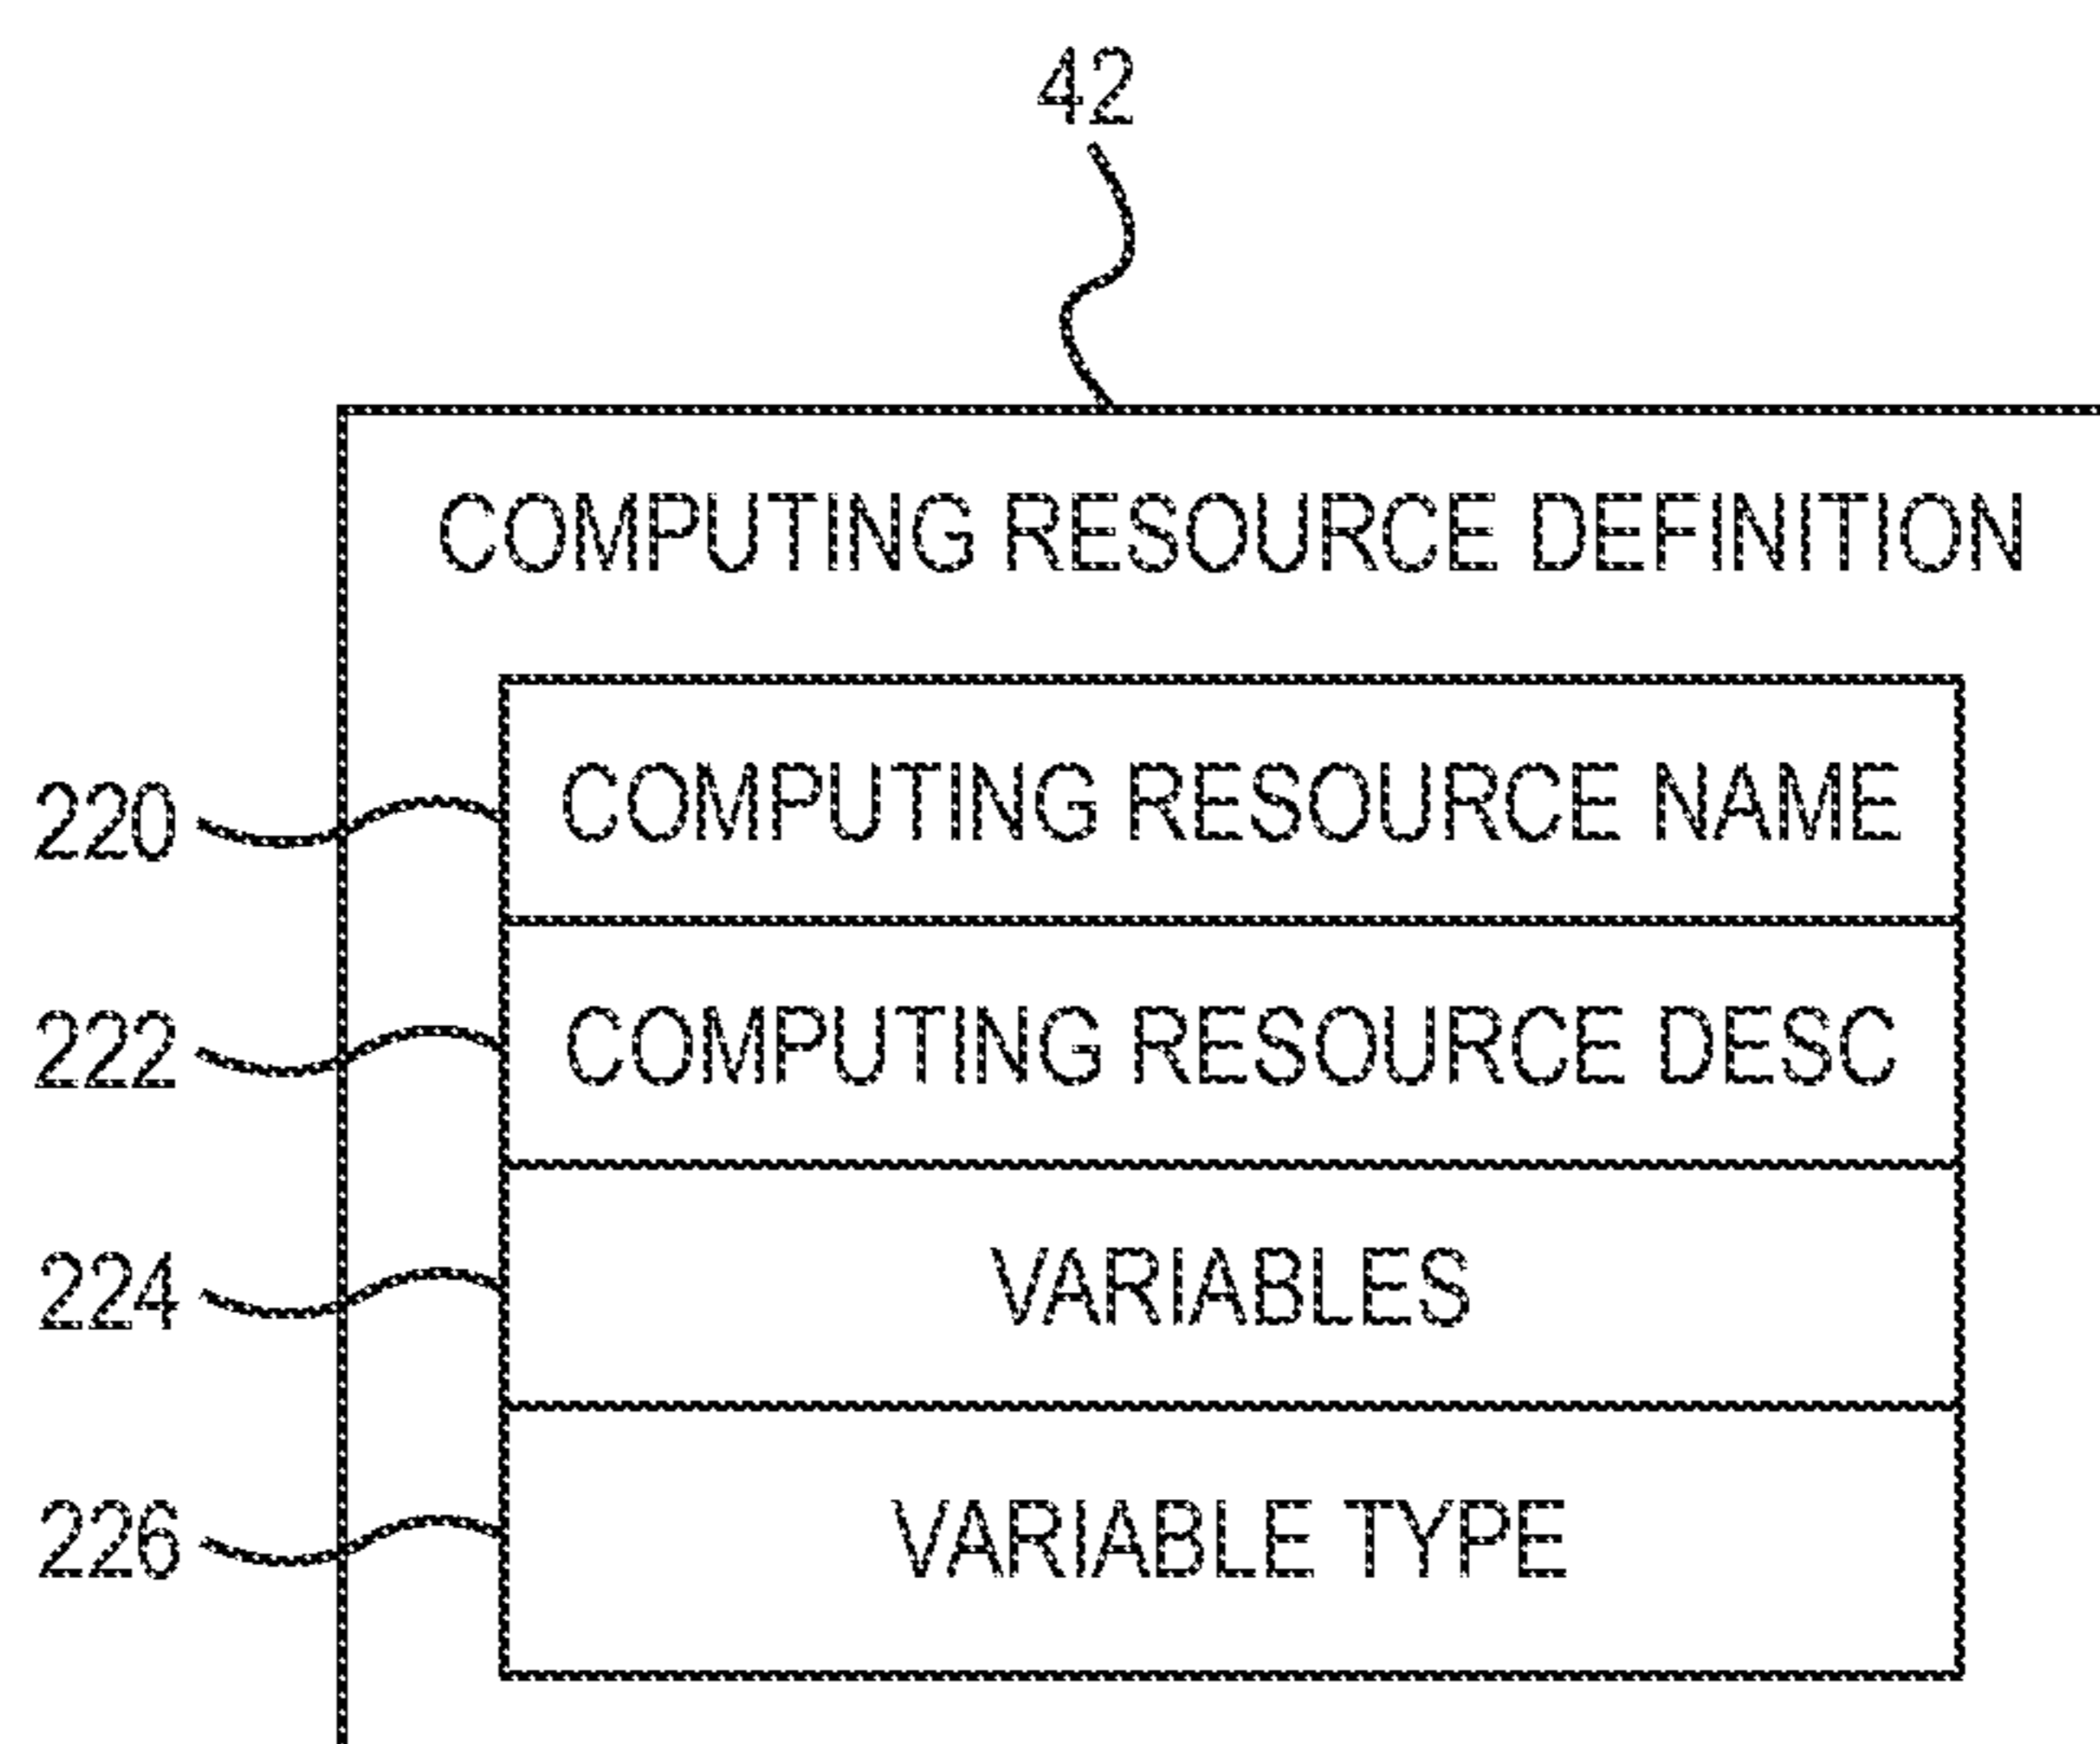 42
COMPUTING RESOURCE DEFINITION
220 COMPUTING RESOURCE NAME
222 COMPUTING RESOURCE DESC
224 VARIABLES
226 VARIABLE TYPE